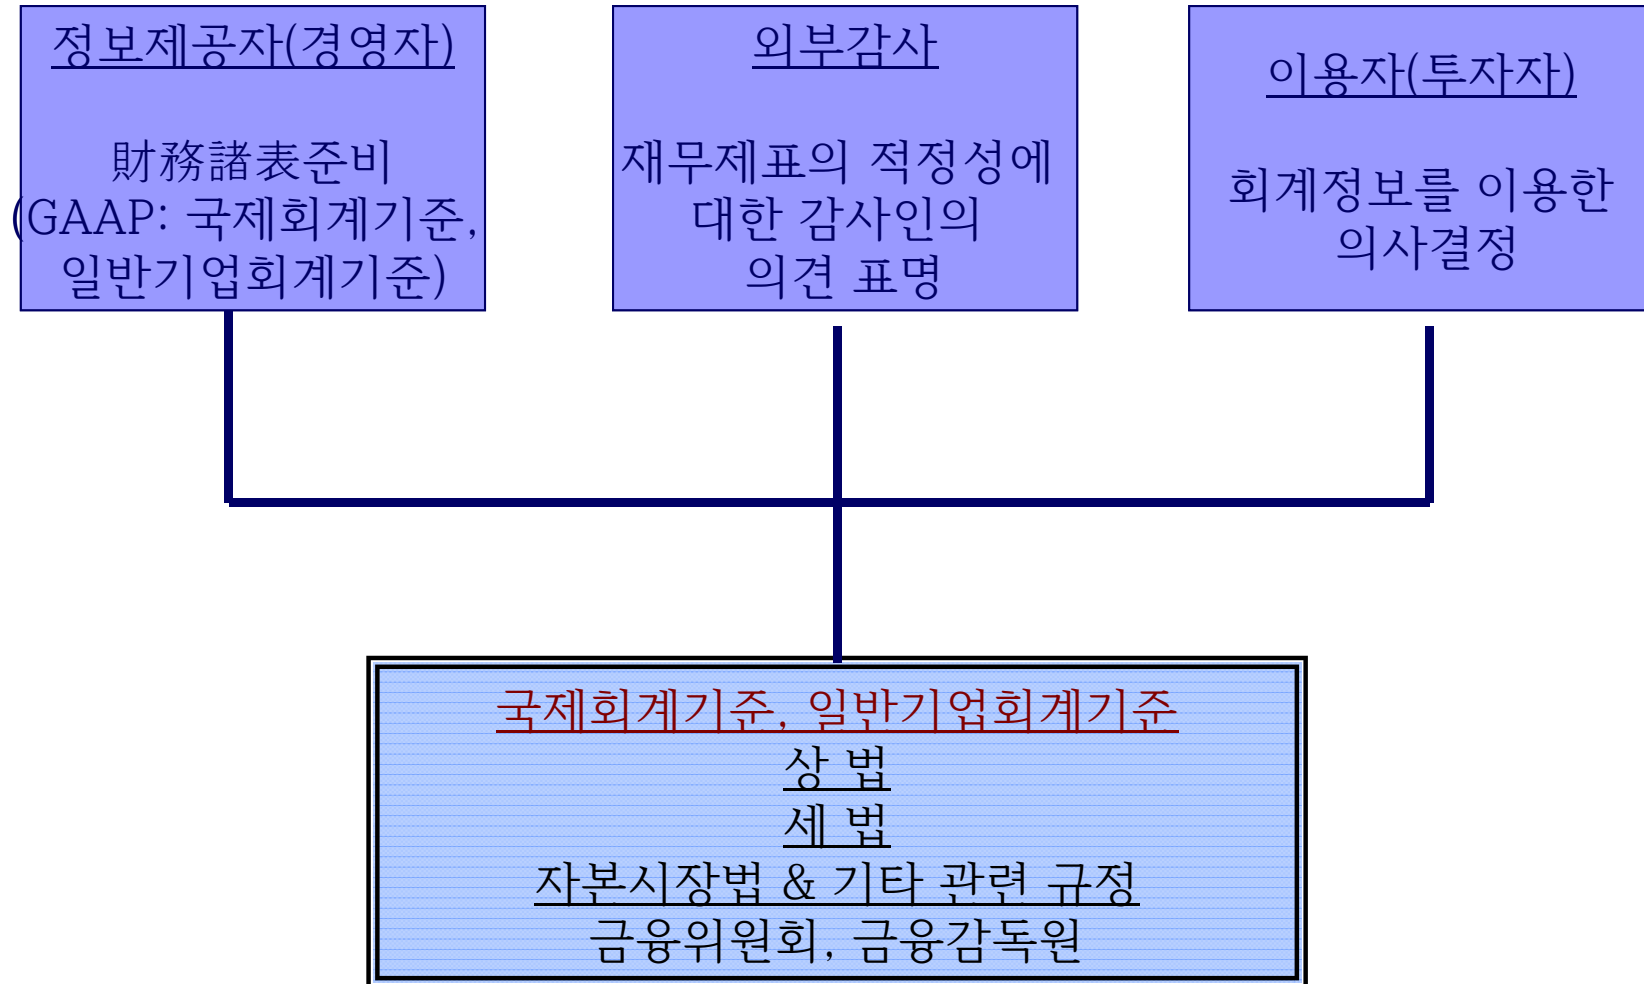 정보제공자(경영자)
財務諸表준비
(GAAP: 국제회계기준,
일반기업회계기준)
외부감사
재무제표의 적정성에
대한 감사인의
의견 표명
이용자(투자자)
회계정보를 이용한
의사결정
국제회계기준, 일반기업회계기준
상 법
세 법
자본시장법 & 기타 관련 규정
금융위원회, 금융감독원